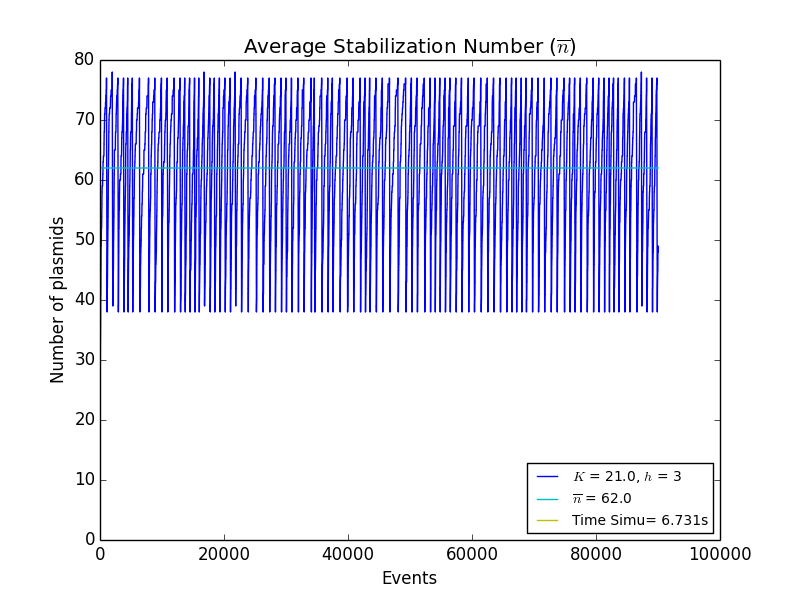 Average Stabilization Number (n̅)
80
70
60
50
40
30
20
10
0
Number of plasmids
K = 21.0, h = 3
n̅ = 62.0
Time Simu= 6.731s
0 20000 40000 60000 80000 100000
Events